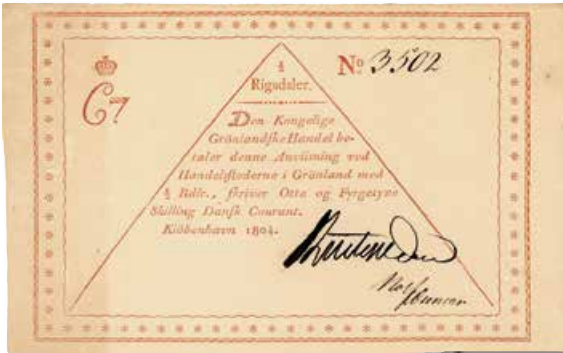 C7
No 3502
½
Rigsdaler.
Den Kongelige
Grönlandske Handel be-
taler denne Anviisning ved
Handelsstederne i Grönland med
½ Rdlr., skriver Otte og Fyrgetyve
Skilling Dansk Courant.
Kiöbenhavn 1804.